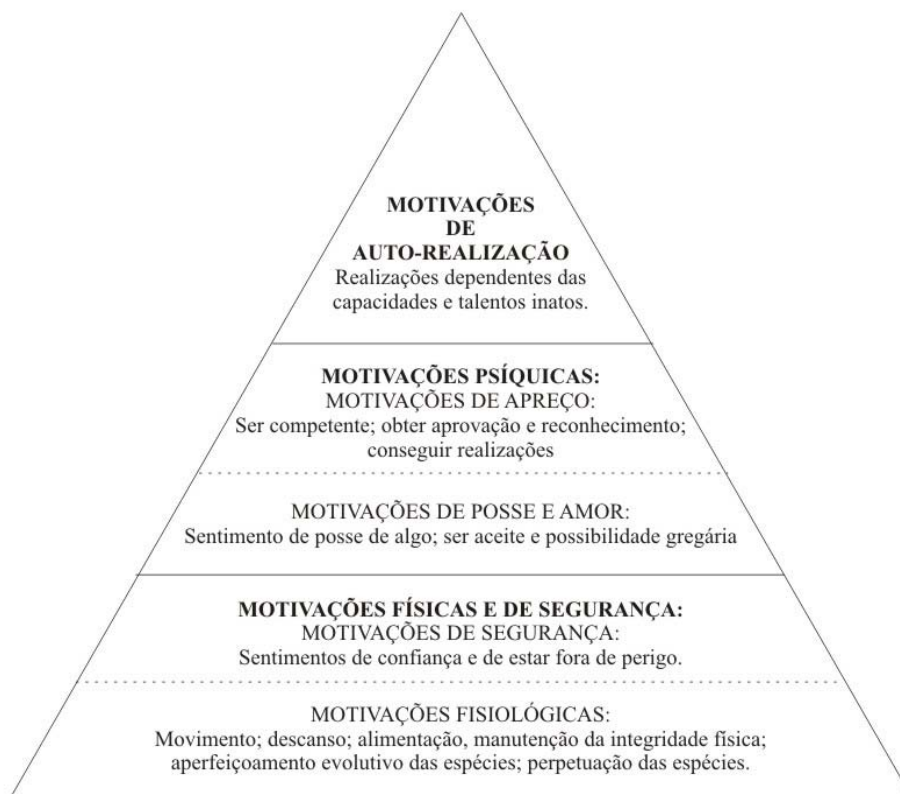 MOTIVAÇÕES
DE
AUTO-REALIZAÇÃO
Realizações dependentes das
capacidades e talentos inatos.
MOTIVAÇÕES PSÍQUICAS:
MOTIVAÇÕES DE APREÇO:
Ser competente; obter aprovação e reconhecimento;
conseguir realizações
MOTIVAÇÕES DE POSSE E AMOR:
Sentimento de posse de algo; ser aceite e possibilidade gregária
MOTIVAÇÕES FÍSICAS E DE SEGURANÇA:
MOTIVAÇÕES DE SEGURANÇA:
Sentimentos de confiança e de estar fora de perigo.
MOTIVAÇÕES FISIOLÓGICAS:
Movimento; descanso; alimentação, manutenção da integridade física;
aperfeiçoamento evolutivo das espécies; perpetuação das espécies.